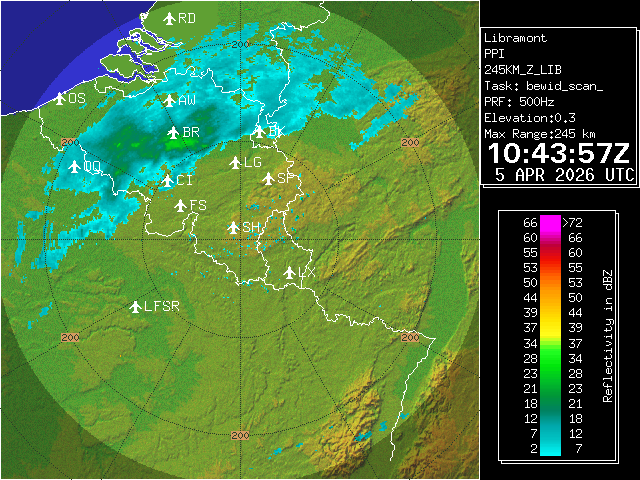 RD
200
OS
AW
BR
BK
200
200
QQ
LG
CI
SP
FS
SH
LX
LFSR
200
200
200
Libramont
PPI
245KM_Z_LIB
Task: bewid_scan_
PRF: 500Hz
Elevation:0.3
Max Range:245 km
10:43:57Z
5 APR 2026 UTC
66 >72
60 66
55 60
53 55
50 53
44 50
39 44
37 39
34 37
28 34
23 28
21 23
18 21
12 18
7 12
2 7
Reflectivity in dBZ